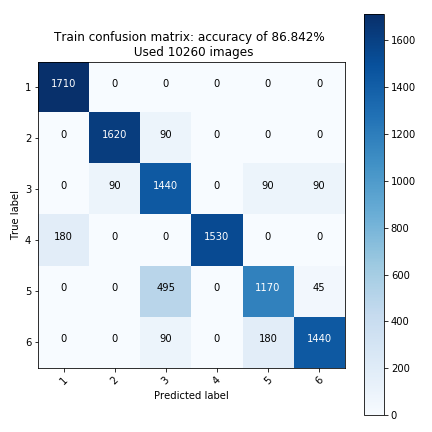 Train confusion matrix: accuracy of 86.842%
Used 10260 images
1 1710 0 0 0 0 0
2 0 1620 90 0 0 0
3 0 90 1440 0 90 90
4 180 0 0 1530 0 0
5 0 0 495 0 1170 45
6 0 0 90 0 180 1440
True label
1 2 3 4 5 6
Predicted label
1600
1400
1200
1000
800
600
400
200
0